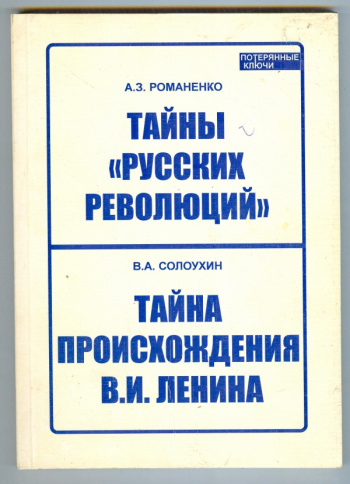 ПОТЕРЯННЫЕ
КЛЮЧИ
А.З. РОМАНЕНКО
ТАЙНЫ
«РУССКИХ
РЕВОЛЮЦИЙ»
В.А. СОЛОУХИН
ТАЙНА
ПРОИСХОЖДЕНИЯ
В.И. ЛЕНИНА